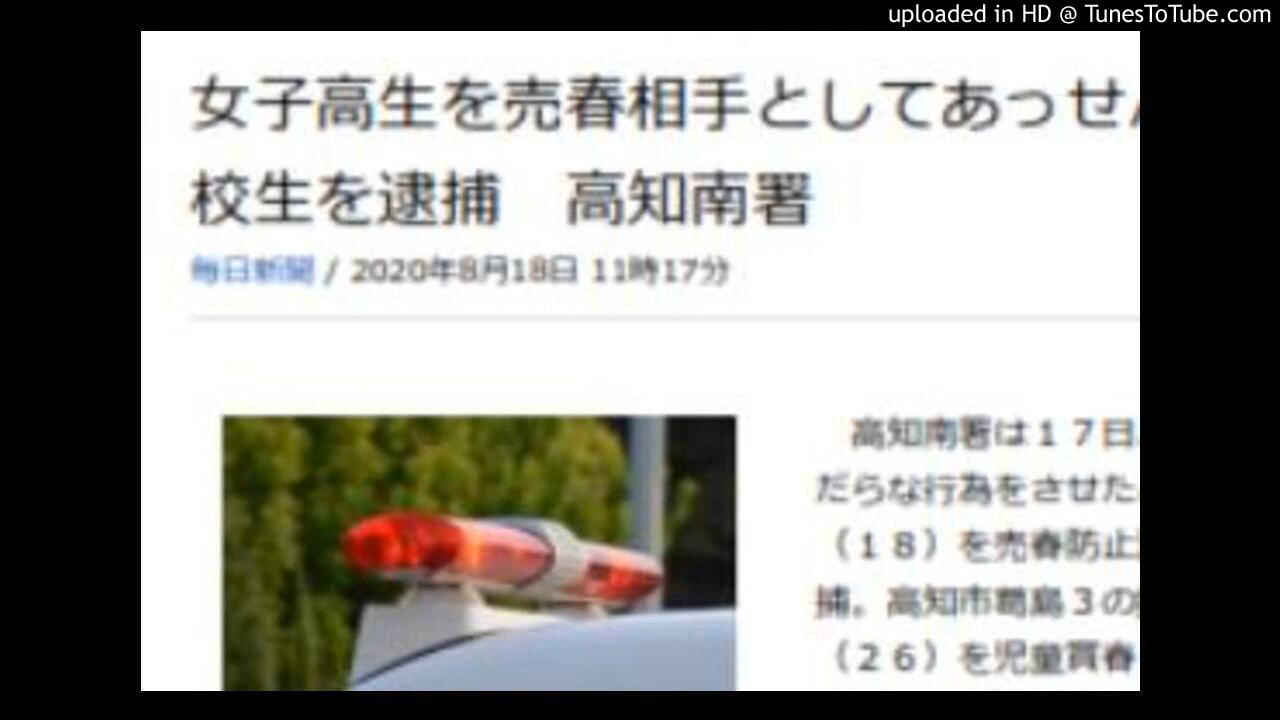 uploaded in HD @ TunesToTube.com
女子高生を売春相手としてあっせ
校生を逮捕　高知南署
毎日新聞 / 2020年8月18日 11時17分
高知南署は１７日
だらな行為をさせた
（１８）を売春防止
捕。高知市葛島３の
（２６）を児童買春